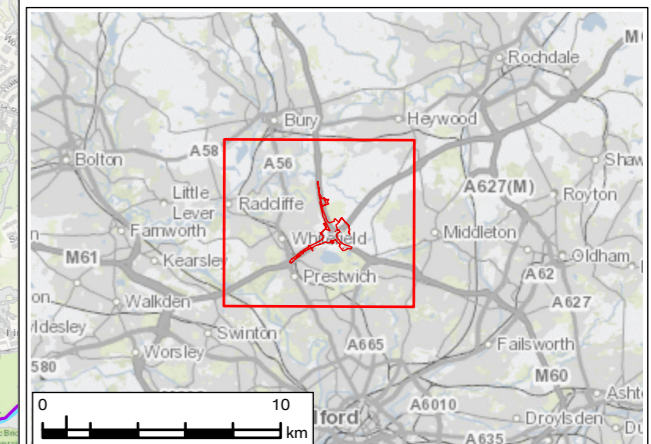 Rochdale
Bury
Heywood
Bolton
A58
A56
Shaw
A627(M)
Little
Lever
Radcliffe
Royton
Farnworth
Whitefield
Middleton
M61
Kearsley
Oldham
Prestwich
A62
Walkden
A627
Swinton
A665
Failsworth
Worsley
580
M60
0
10
km
A6010
Droylsden
A635